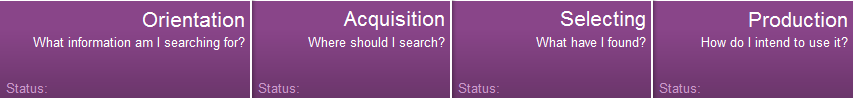 Orientation
What information am I searching for?
Status:
Acquisition
Where should I search?
Status:
Selecting
What have I found?
Status:
Production
How do I intend to use it?
Status: